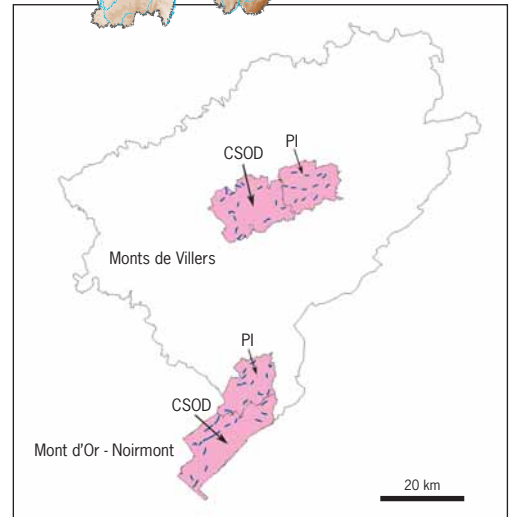 PI
CSOD
Monts de Villers
PI
CSOD
Mont d'Or - Noirmont
20 km